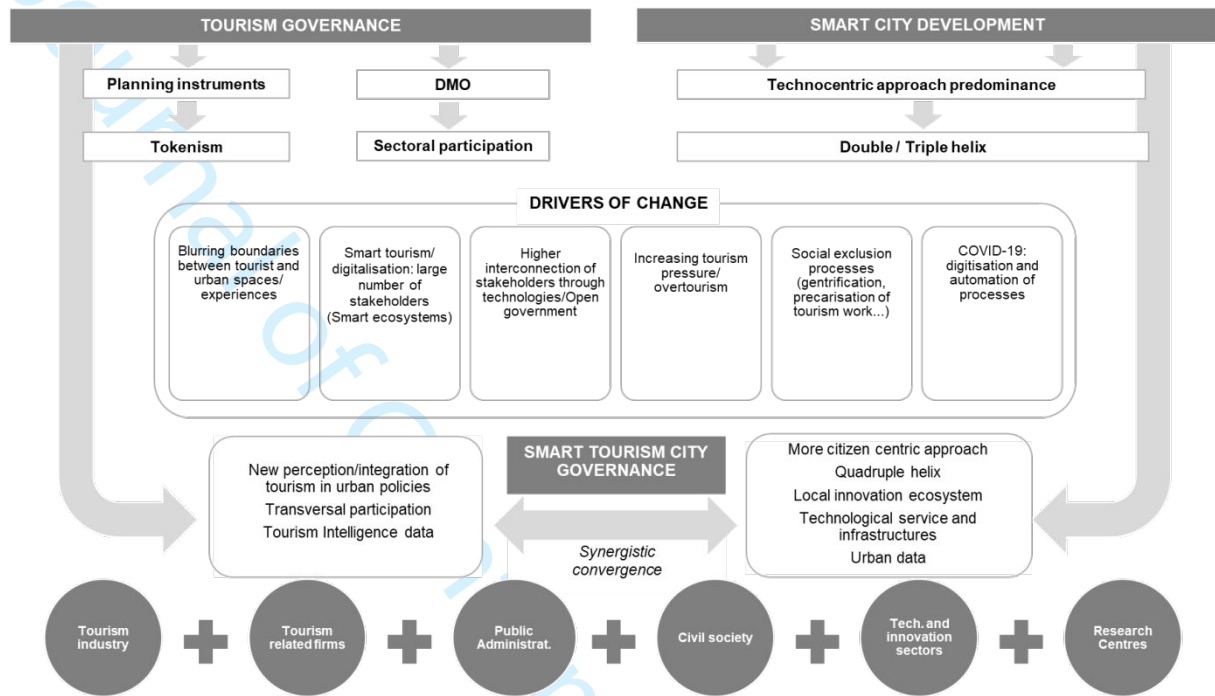 TOURISM GOVERNANCE
SMART CITY DEVELOPMENT
Planning instruments
DMO
Technocentric approach predominance
Tokenism
Sectoral participation
Double / Triple helix
DRIVERS OF CHANGE
Blurring boundaries
between tourist and
urban spaces/
experiences
Smart tourism/
digitalisation: large
number of
stakeholders
(Smart ecosystems)
Higher
interconnection of
stakeholders through
technologies/Open
government
Increasing tourism
pressure/
overtourism
Social exclusion
processes
(gentrification,
precarisation of
tourism work...)
COVID-19:
digitisation and
automation of
processes
New perception/integration of
tourism in urban policies
Transversal participation
Tourism Intelligence data
SMART TOURISM CITY
GOVERNANCE
Synergistic
convergence
More citizen centric approach
Quadruple helix
Local innovation ecosystem
Technological service and
infrastructures
Urban data
Tourism
industry
Tourism
related firms
Public
Administrat.
Civil society
Tech. and
innovation
sectors
Research
Centres